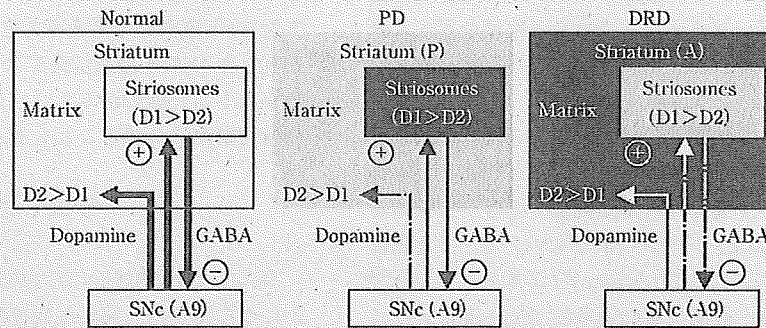 Normal
Striatum
Striosomes
(D1>D2)
Matrix
+
D2>D1
Dopamine
GABA
−
SNc (A9)
PD
Striatum (P)
Striosomes
(D1>D2)
Matrix
+
D2>D1
Dopamine
GABA
−
SNc (A9)
DRD
Striatum (A)
Striosomes
(D1>D2)
Matrix
+
D2>D1
Dopamine
GABA
−
SNc (A9)